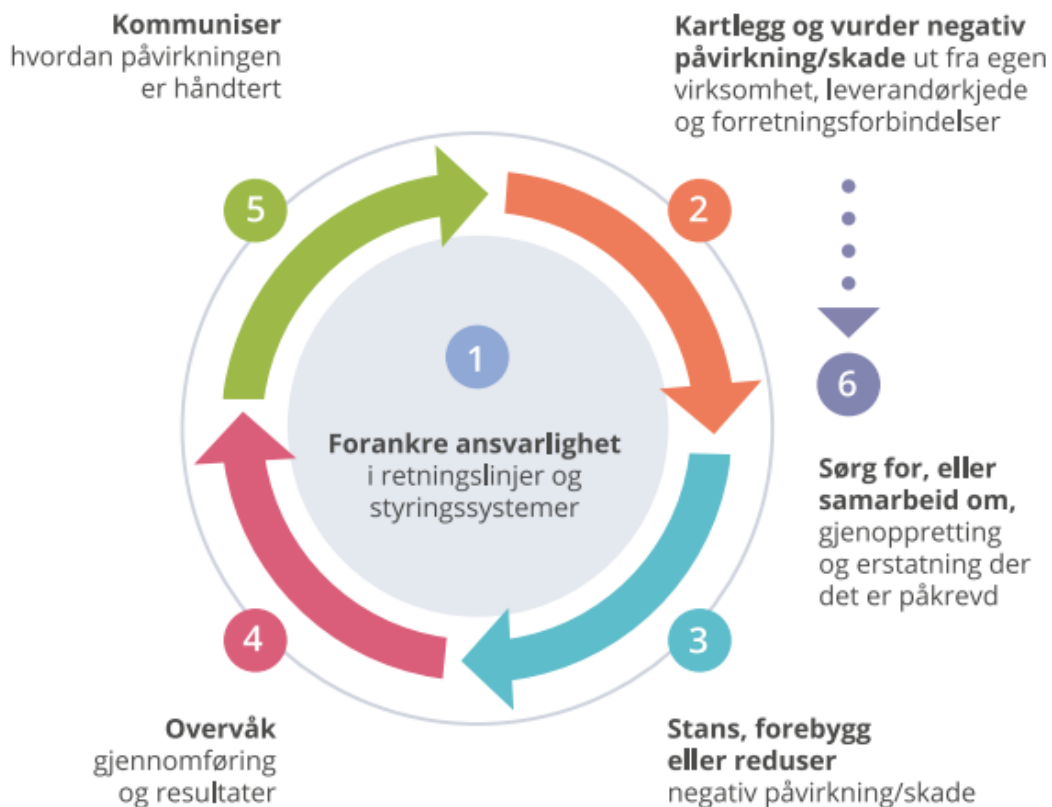 Kommuniser
hvordan påvirkningen
er håndtert
Kartlegg og vurder negativ
påvirkning/skade ut fra egen
virksomhet, leverandørkjede
og forretningsforbindelser
5
2
1
Forankre ansvarlighet
i retningslinjer og
styringssystemer
6
Sørg for, eller
samarbeid om,
gjenoppretting
og erstatning der
det er påkrevd
4
3
Overvåk
gjennomføring
og resultater
Stans, forebygg
eller reduser
negativ påvirkning/skade